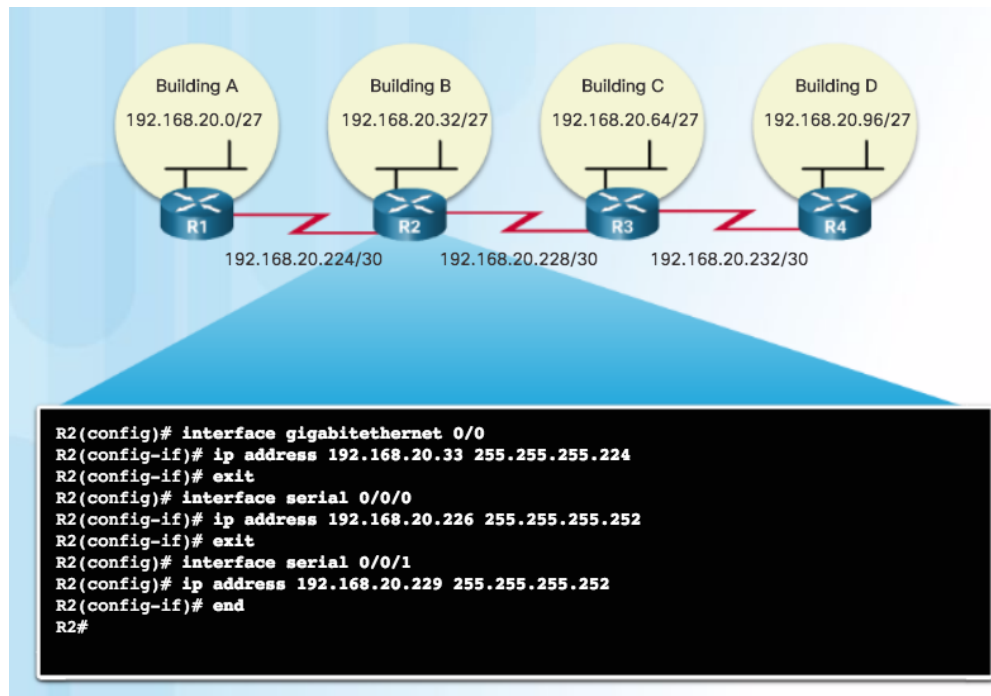 Building A
192.168.20.0/27
Building B
192.168.20.32/27
Building C
192.168.20.64/27
Building D
192.168.20.96/27
R1
R2
R3
R4
192.168.20.224/30
192.168.20.228/30
192.168.20.232/30
R2(config)# interface gigabitethernet 0/0
R2(config-if)# ip address 192.168.20.33 255.255.255.224
R2(config-if)# exit
R2(config)# interface serial 0/0/0
R2(config-if)# ip address 192.168.20.226 255.255.255.252
R2(config-if)# exit
R2(config)# interface serial 0/0/1
R2(config)# ip address 192.168.20.229 255.255.255.252
R2(config-if)# end
R2#